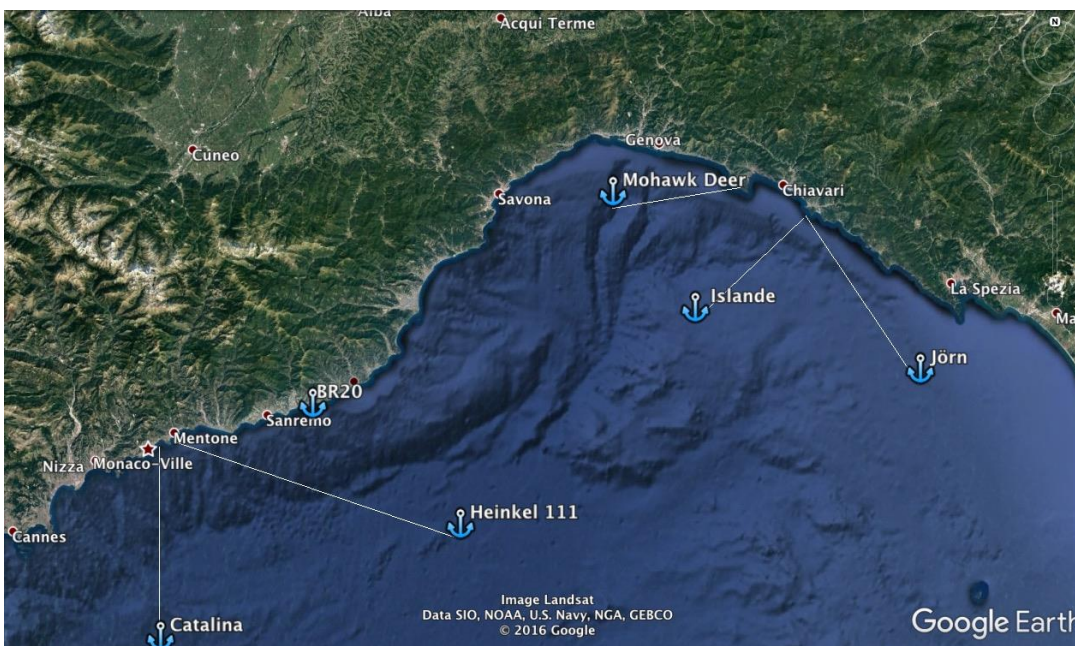 Alba
Acqui Terme
N
Cuneo
Genova
Mohawk Deer
Chiavari
Savona
Islande
La Spezia
Ma
Jörn
BR20
Sanremo
Mentone
Nizza
Monaco-Ville
Heinkel 111
Cannes
Image Landsat
Data SIO, NOAA, U.S. Navy, NGA, GEBCO
© 2016 Google
Google Earth
Catalina